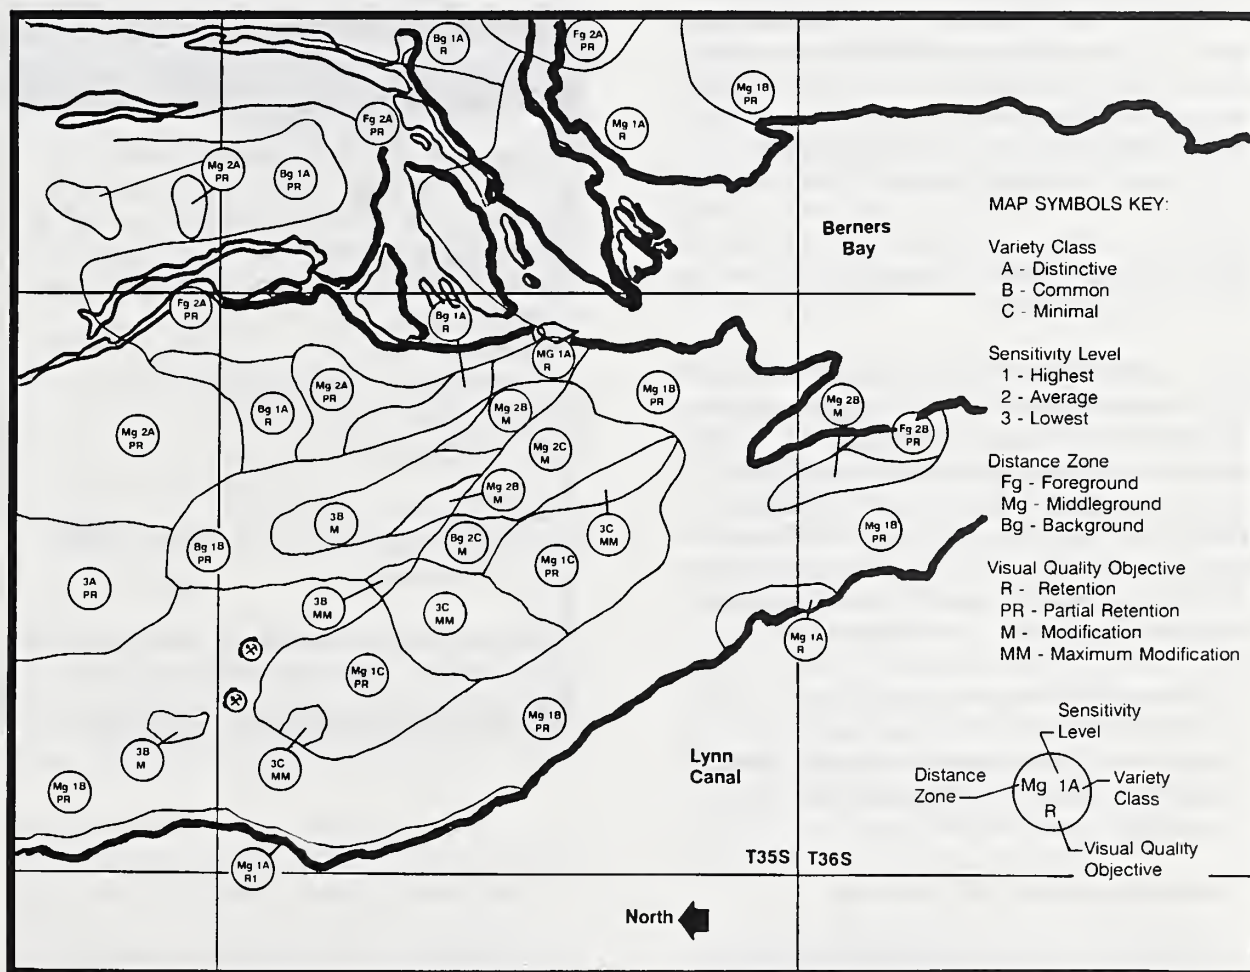 Bg 1A
R
Fg 2A
PR
Mg 1B
PR
Fg 2A
PR
Mg 1A
R
Mg 2A
PR
Bg 1A
PR
Berners
Bay
MAP SYMBOLS KEY:
Variety Class
A - Distinctive
B - Common
C - Minimal
Sensitivity Level
1 - Highest
2 - Average
3 - Lowest
Distance Zone
Fg - Foreground
Mg - Middleground
Bg - Background
Visual Quality Objective
R - Retention
PR - Partial Retention
M - Modification
MM - Maximum Modification
Fg 2A
PR
Bg 1A
R
MG 1A
R
Mg 2A
PR
Mg 1B
PR
Bg 1A
R
Mg 2B
M
Mg 2B
M
Fg 2B
PR
Mg 2A
PR
Mg 2C
M
Mg 2B
M
3B
M
3C
MM
Mg 1B
PR
Bg 1B
PR
Bg 2C
M
Mg 1C
PR
3A
PR
3B
MM
3C
MM
Mg 1A
R
Mg 1C
PR
Mg 1B
PR
3B
M
3C
MM
Mg 1B
PR
Lynn
Canal
Sensitivity
Level
Distance
Zone
Mg 1A
R
Variety
Class
Visual Quality
Objective
Mg 1A
R1
T35S T36S
North